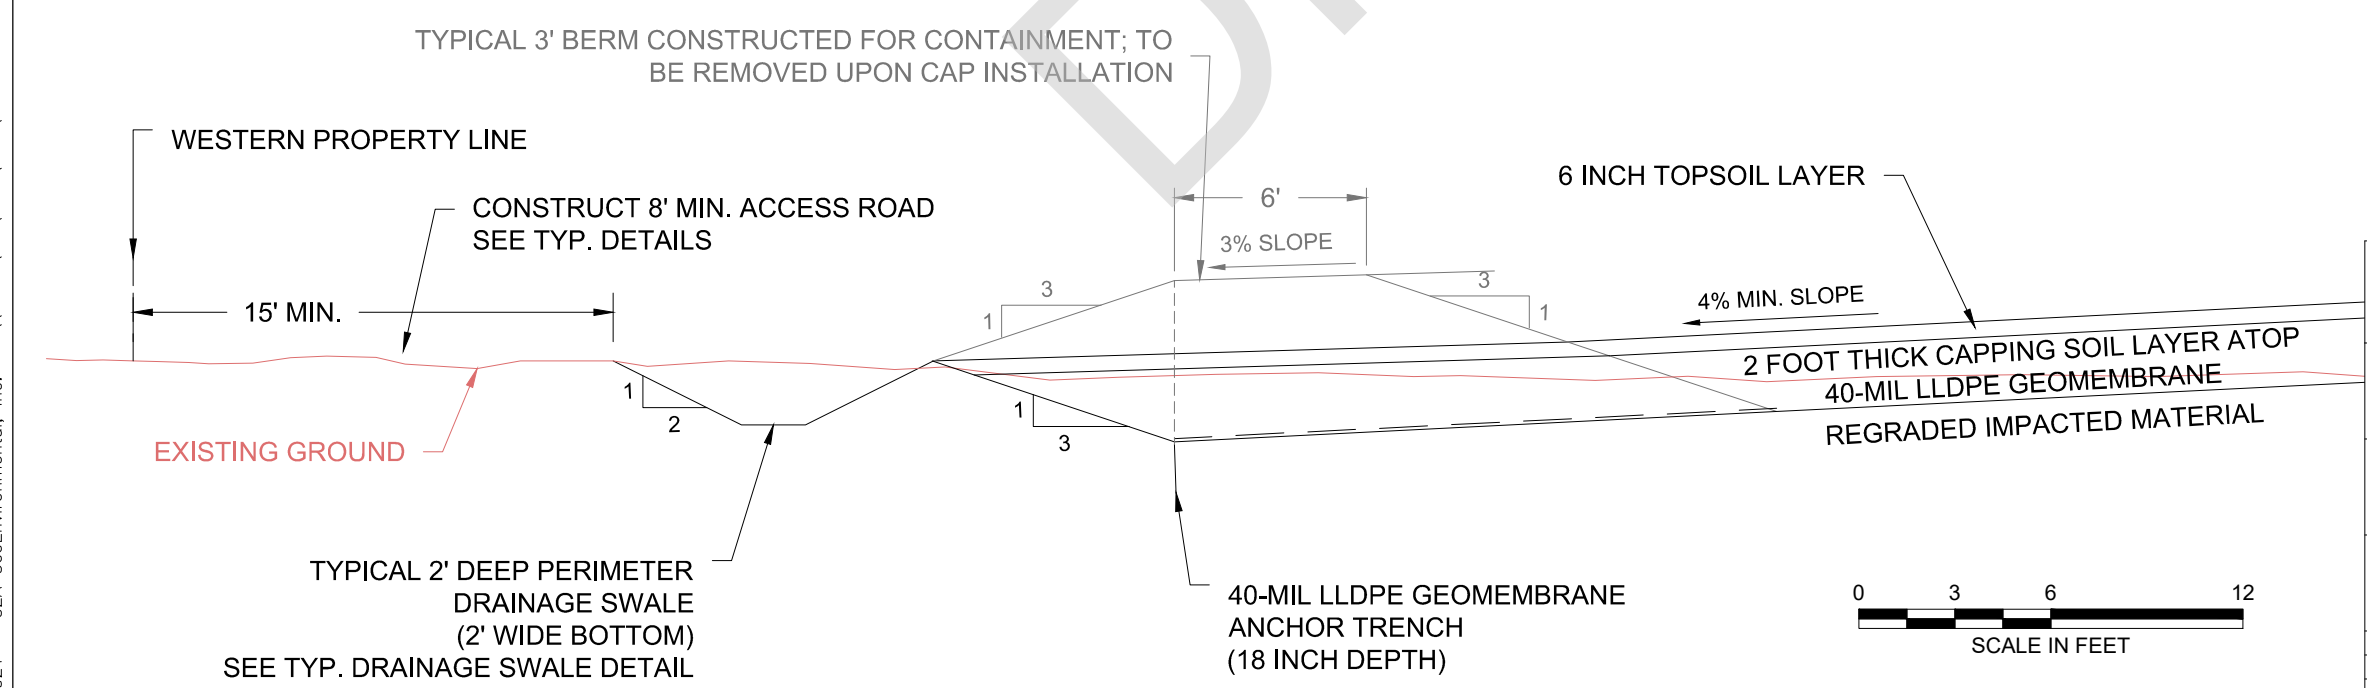 TYPICAL 3' BERM CONSTRUCTED FOR CONTAINMENT; TO
BE REMOVED UPON CAP INSTALLATION
WESTERN PROPERTY LINE
6 INCH TOPSOIL LAYER
CONSTRUCT 8' MIN. ACCESS ROAD
SEE TYP. DETAILS
6'
3% SLOPE
15' MIN.
3
1
3
1
4% MIN. SLOPE
2 FOOT THICK CAPPING SOIL LAYER ATOP
40-MIL LLDPE GEOMEMBRANE
REGRADED IMPACTED MATERIAL
1
2
1
3
EXISTING GROUND
TYPICAL 2' DEEP PERIMETER
DRAINAGE SWALE
(2' WIDE BOTTOM)
SEE TYP. DRAINAGE SWALE DETAIL
40-MIL LLDPE GEOMEMBRANE
ANCHOR TRENCH
(18 INCH DEPTH)
0 3 6 12
SCALE IN FEET